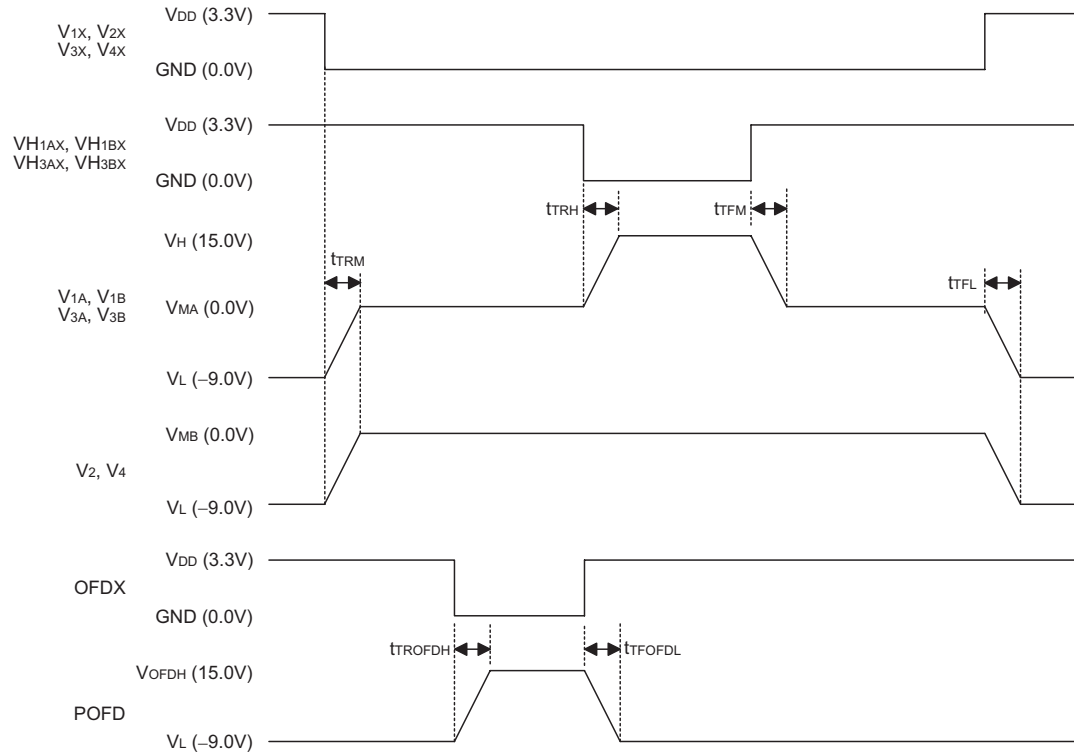 VDD (3.3V)
V1X, V2X
V3X, V4X
GND (0.0V)
VDD (3.3V)
VH1AX, VH1BX
VH3AX, VH3BX
GND (0.0V)
tTRH
tTFM
VH (15.0V)
tTRM
tTFL
V1A, V1B
V3A, V3B
VMA (0.0V)
VL (–9.0V)
VMB (0.0V)
V2, V4
VL (–9.0V)
VDD (3.3V)
OFDX
GND (0.0V)
tTROFDH
tTFOFDL
VOFDH (15.0V)
POFD
VL (–9.0V)